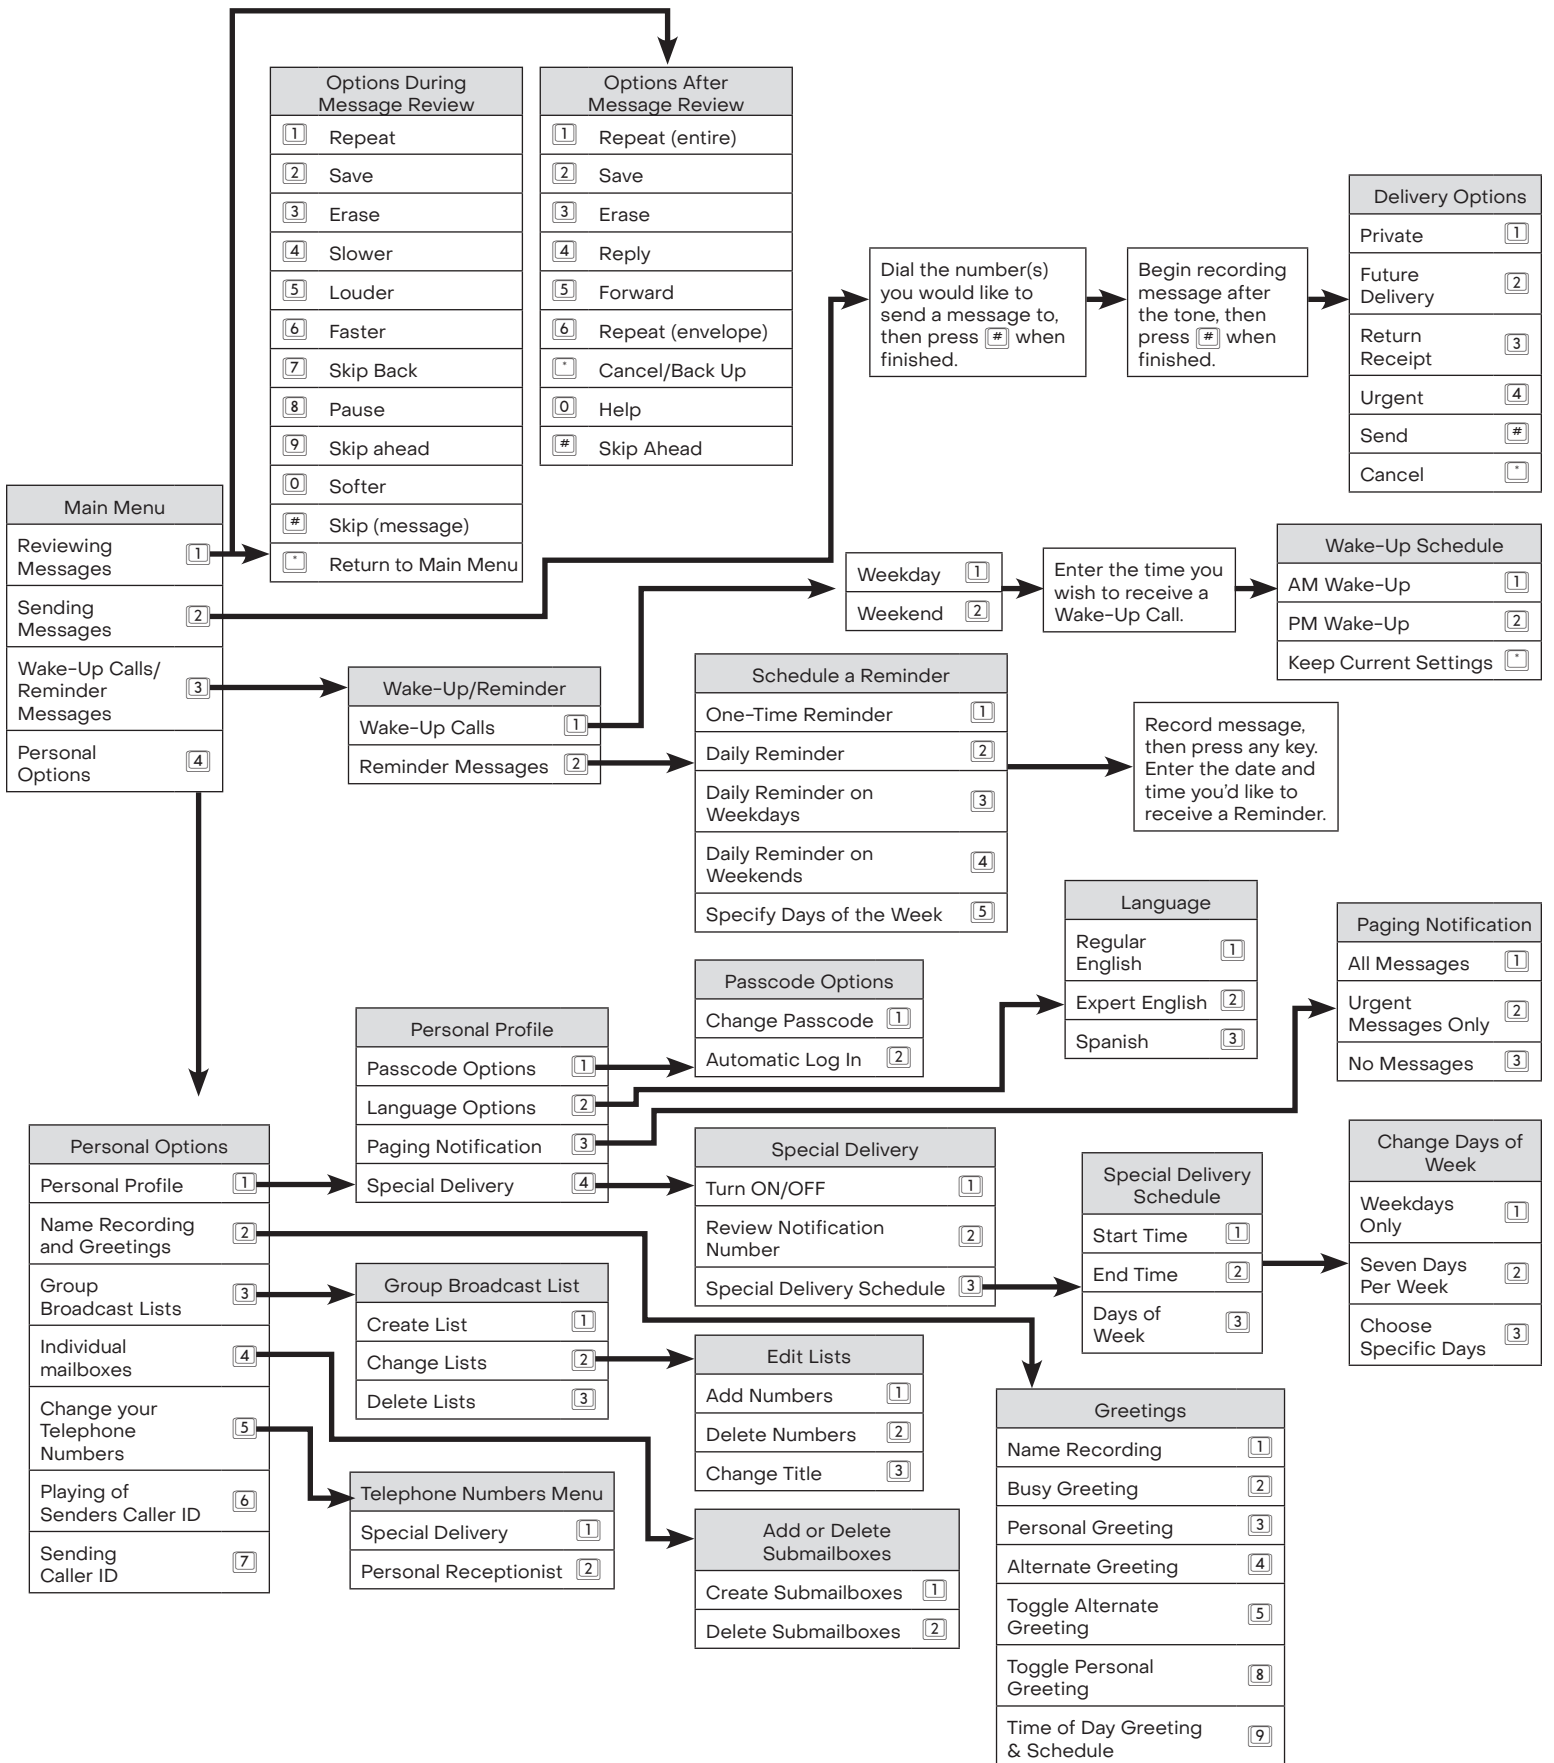 Options During
Message Review
1 Repeat
2 Save
3 Erase
4 Slower
5 Louder
6 Faster
7 Skip Back
8 Pause
9 Skip ahead
0 Softer
# Skip (message)
* Return to Main Menu
Options After
Message Review
1 Repeat (entire)
2 Save
3 Erase
4 Reply
5 Forward
6 Repeat (envelope)
* Cancel/Back Up
0 Help
# Skip Ahead
Dial the number(s)
you would like to
send a message to,
then press # when
finished.
Begin recording
message after
the tone, then
press # when
finished.
Delivery Options
Private 1
Future
Delivery 2
Return
Receipt 3
Urgent 4
Send #
Cancel *
Main Menu
Reviewing
Messages 1
Sending
Messages 2
Wake-Up Calls/
Reminder 3
Messages
Personal
Options 4
Wake-Up/Reminder
Wake-Up Calls 1
Reminder Messages 2
Weekday 1
Weekend 2
Enter the time you
wish to receive a
Wake-Up Call.
Wake-Up Schedule
AM Wake-Up 1
PM Wake-Up 2
Keep Current Settings *
Schedule a Reminder
One-Time Reminder 1
Daily Reminder 2
Daily Reminder on
Weekdays 3
Daily Reminder on
Weekends 4
Specify Days of the Week 5
Record message,
then press any key.
Enter the date and
time you'd like to
receive a Reminder.
Personal Options
Personal Profile 1
Name Recording
and Greetings 2
Group
Broadcast Lists 3
Individual
mailboxes 4
Change your
Telephone 5
Numbers
Playing of
Senders Caller ID 6
Sending
Caller ID 7
Personal Profile
Passcode Options 1
Language Options 2
Paging Notification 3
Special Delivery 4
Passcode Options
Change Passcode 1
Automatic Log In 2
Language
Regular
English 1
Expert English 2
Spanish 3
Paging Notification
All Messages 1
Urgent
Messages Only 2
No Messages 3
Special Delivery
Turn ON/OFF 1
Review Notification
Number 2
Special Delivery Schedule 3
Special Delivery
Schedule
Start Time 1
End Time 2
Days of
Week 3
Change Days of
Week
Weekdays
Only 1
Seven Days
Per Week 2
Choose
Specific Days 3
Group Broadcast List
Create List 1
Change Lists 2
Delete Lists 3
Edit Lists
Add Numbers 1
Delete Numbers 2
Change Title 3
Telephone Numbers Menu
Special Delivery 1
Personal Receptionist 2
Add or Delete
Submailboxes
Create Submailboxes 1
Delete Submailboxes 2
Greetings
Name Recording 1
Busy Greeting 2
Personal Greeting 3
Alternate Greeting 4
Toggle Alternate
Greeting 5
Toggle Personal
Greeting 8
Time of Day Greeting
& Schedule 9